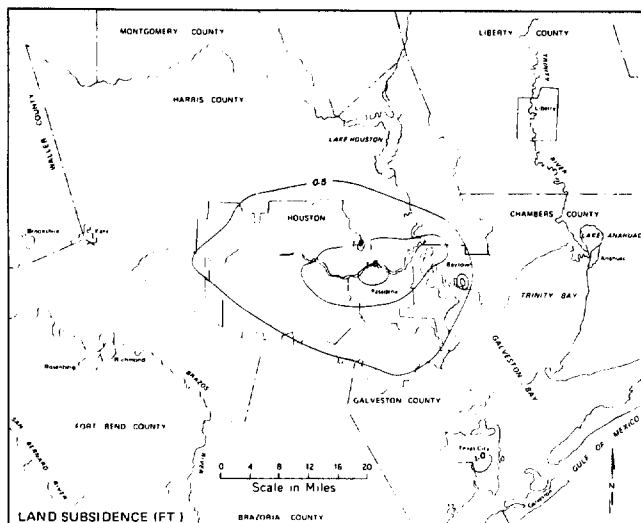 MONTGOMERY COUNTY
LIBERTY COUNTY
TRINITY
HARRIS COUNTY
WALLER COUNTY
Liberty
LAKE HOUSTON
RIVER
0.5
HOUSTON
CHAMBERS COUNTY
LAKE ANAHUAC
Brookshire
Katy
Anahuac
Baytown
Pasadena
TRINITY BAY
Rosenberg
Richmond
BRAZOS
GALVESTON BAY
GALVESTON COUNTY
FORT BEND COUNTY
SAN BERNARD RIVER
RIVER
Texas City
1.0
GULF OF MEXICO
Galveston
0 4 8 12 16 20
Scale in Miles
N
LAND SUBSIDENCE (FT)
BRAZORIA COUNTY